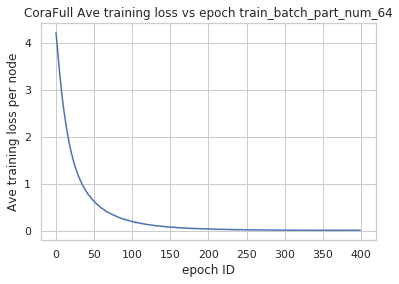 CoraFull Ave training loss vs epoch train_batch_part_num_64
Ave training loss per node
4
3
2
1
0
0 50 100 150 200 250 300 350 400
epoch ID